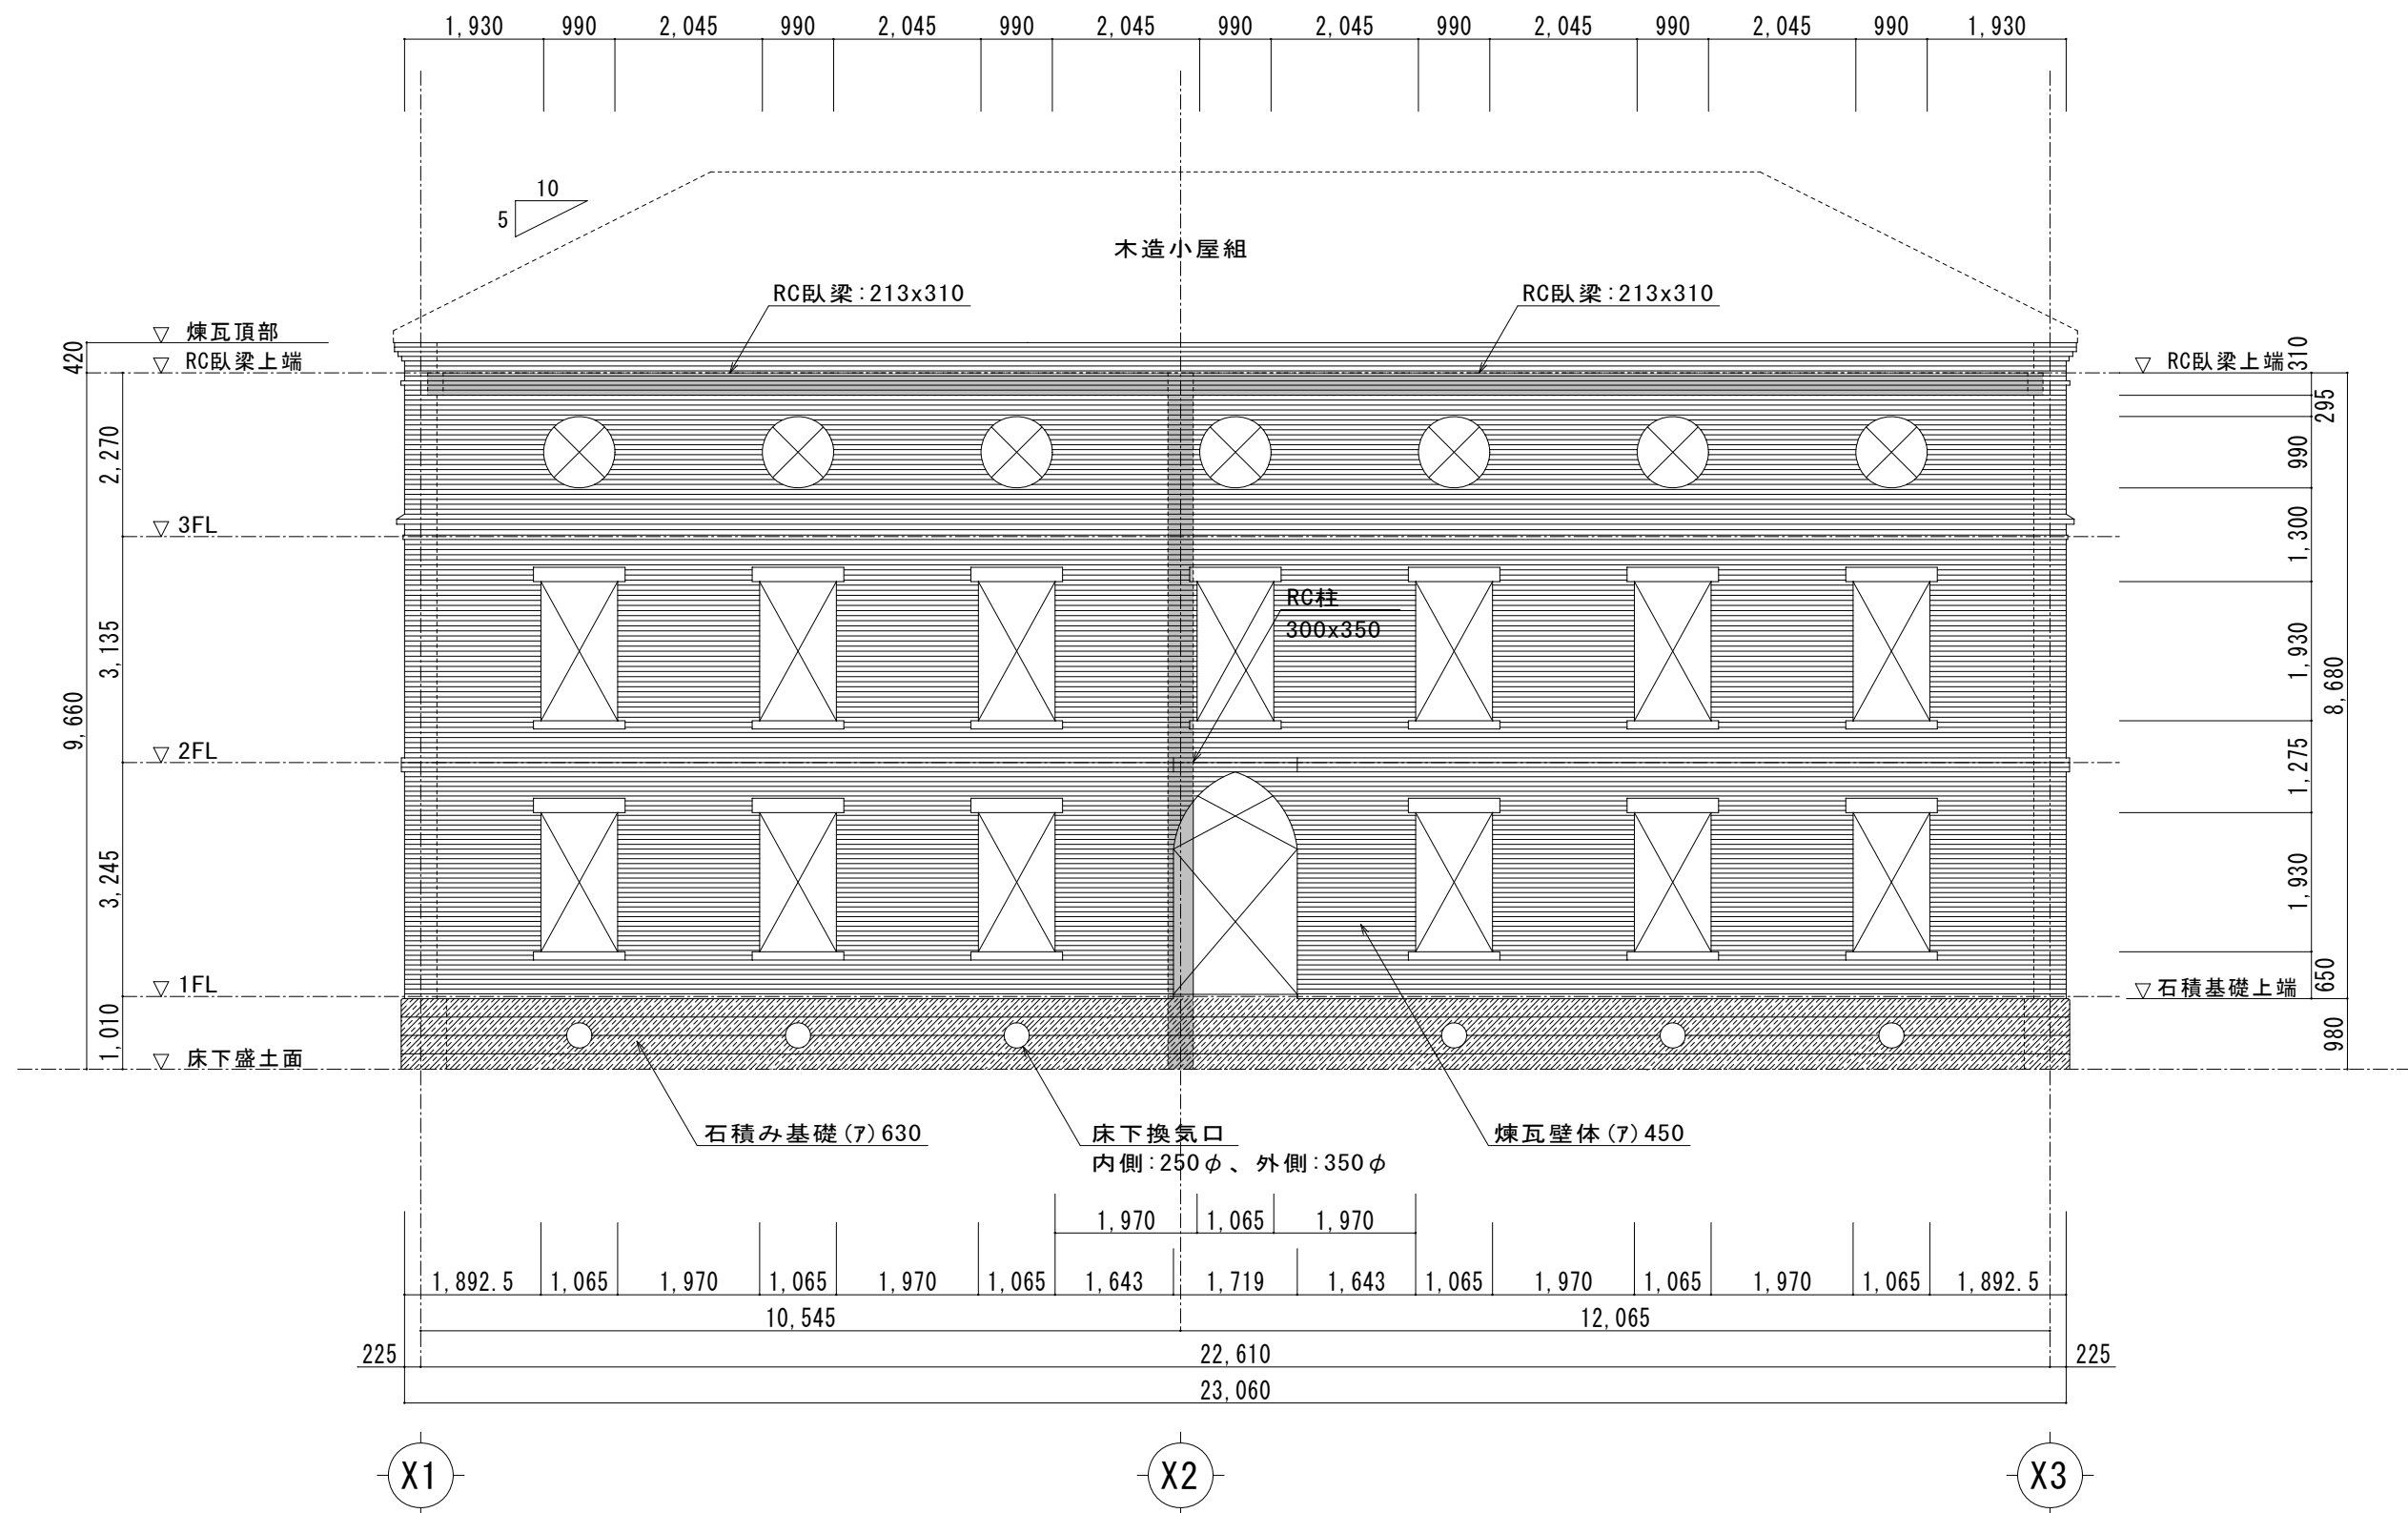 1,930 990 2,045 990 2,045 990 2,045 990 2,045 990 2,045 990 2,045 990 1,930
10
5
木造小屋組
RC臥梁:213x310
RC臥梁:213x310
煉瓦頂部
RC臥梁上端
RC臥梁上端
420
310
295
2,270
990
3FL
1,300
RC柱
300x350
3,135
1,930
9,660
8,680
2FL
1,275
3,245
1,930
1FL
650
石積基礎上端
1,010
980
床下盛土面
石積み基礎(ア)630
床下換気口
内側:250φ、外側:350φ
煉瓦壁体(ア)450
1,970 1,065 1,970
1,892.5 1,065 1,970 1,065 1,970 1,065 1,643 1,719 1,643 1,065 1,970 1,065 1,970 1,065 1,892.5
10,545 12,065
225 22,610 225
23,060
X1 X2 X3